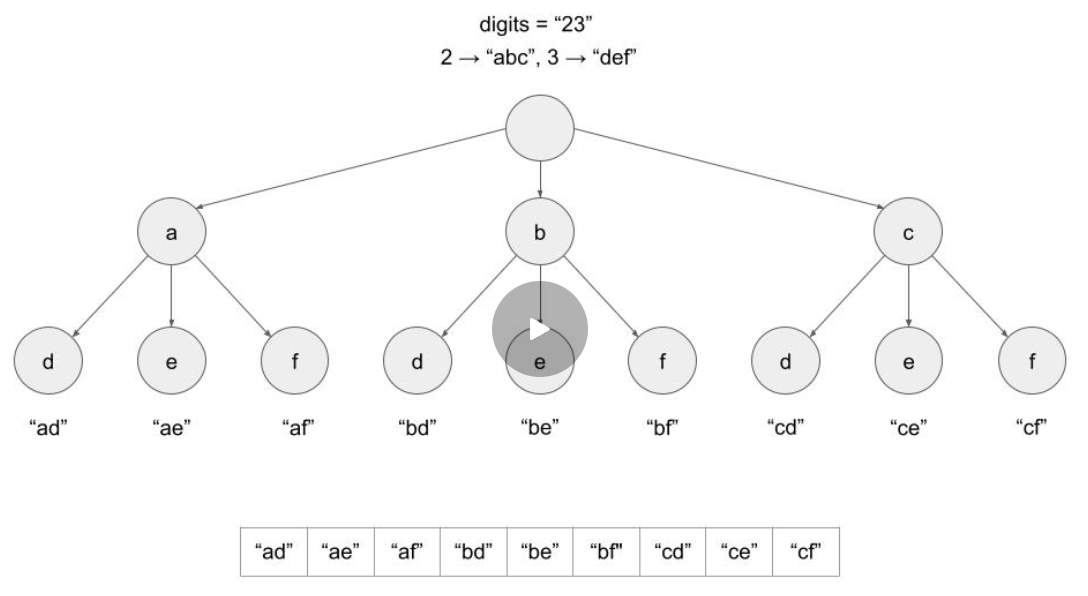 digits = “23”
2 → “abc”, 3 → “def”
a b c
d e f d e f d e f
“ad” “ae” “af” “bd” “be” “bf” “cd” “ce” “cf”
“ad” “ae” “af” “bd” “be” “bf" “cd” “ce” “cf”